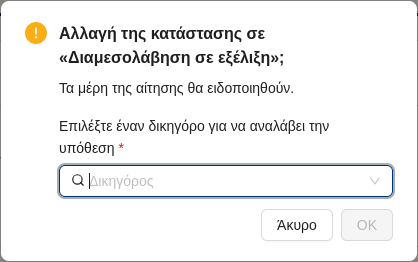 Αλλαγή της κατάστασης σε
«Διαμεσολάβηση σε εξέλιξη»;
Τα μέρη της αίτησης θα ειδοποιηθούν.
Επιλέξτε έναν δικηγόρο για να αναλάβει την
υπόθεση *
Δικηγόρος
Άκυρο
OK